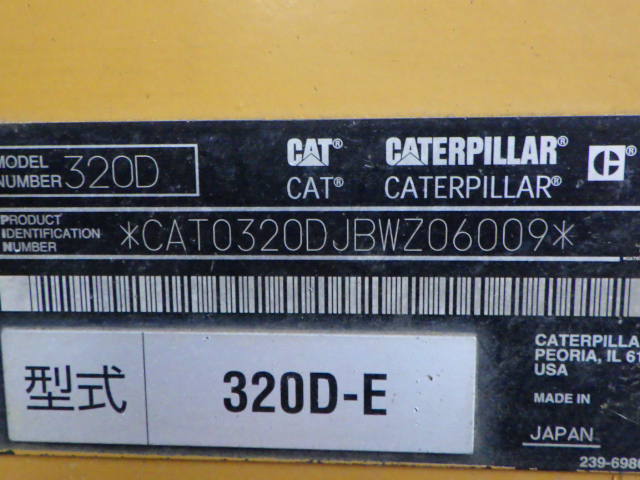 MODEL
NUMBER 320D
CAT® CATERPILLAR®
CAT® CATERPILLAR®
PRODUCT
IDENTIFICATION
NUMBER
*CAT0320DJBWZ06009*
型式 320D-E
CATERPILLA
PEORIA, IL 61
USA
MADE IN
JAPAN
239-698